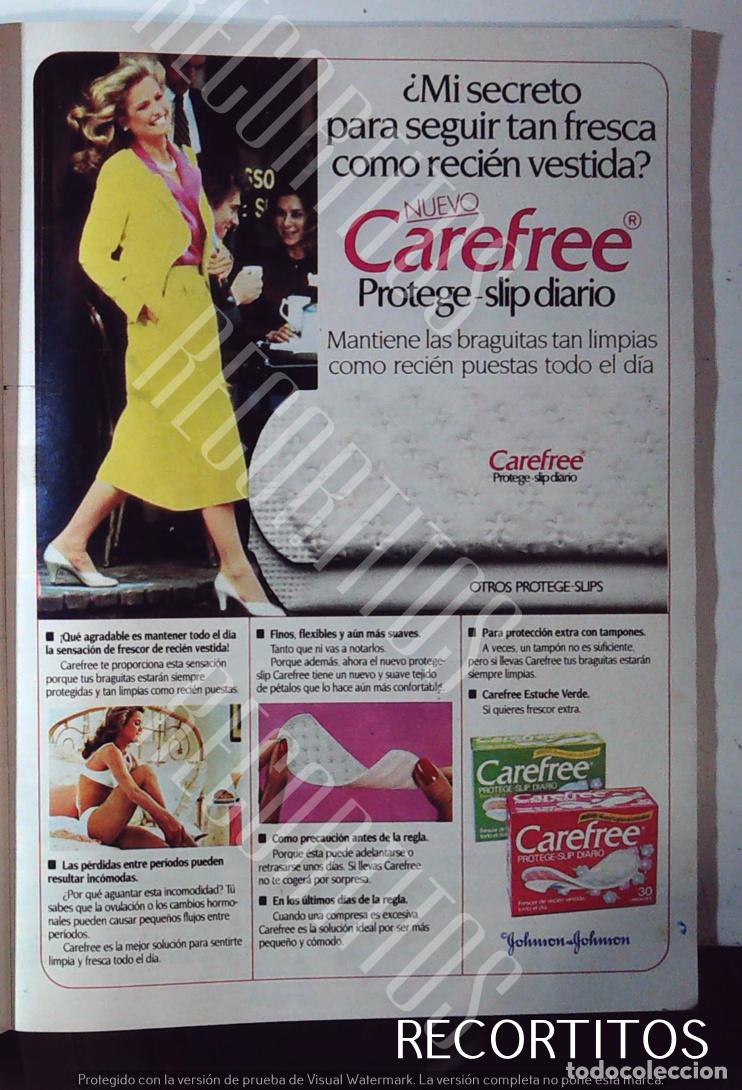 ¿Mi secreto
para seguir tan fresca
como recién vestida?
NUEVO
Carefree®
Protege-slip diario
Mantiene las braguitas tan limpias
como recién puestas todo el día
Carefree
Protege-slip diario
OTROS PROTEGE-SLIPS
¡Qué agradable es mantener todo el día
la sensación de frescor de recién vestida!
Carefree te proporciona esta sensación
porque tus braguitas estarán siempre
protegidas y tan limpias como recién puestas.
Las pérdidas entre periodos pueden
resultar incómodas.
¿Por qué aguantar esta incomodidad? Tú
sabes que la ovulación o los cambios hormo-
nales pueden causar pequeños flujos entre
períodos.
Carefree es la mejor solución para sentirte
limpia y fresca todo el día.
Finos, flexibles y aún más suaves.
Tanto que ni vas a notarlos.
Porque además, ahora el nuevo protege-
slip Carefree tiene un nuevo y suave tejido
de pétalos que lo hace aún más confortable.
Como precaución antes de la regla.
Porque ésta puede adelantarse o
retrasarse unos días. Si llevas Carefree
no te cogerá por sorpresa.
En los últimos días de la regla.
Cuando una compresa es excesiva
Carefree es la solución ideal por ser más
pequeño y cómodo.
Para protección extra con tampones.
A veces, un tampón no es suficiente,
pero si llevas Carefree tus braguitas estarán
siempre limpias.
Carefree Estuche Verde.
Si quieres frescor extra.
Carefree
PROTEGE-SLIP DIARIO
Carefree
PROTEGE-SLIP DIARIO
Frescor de recién vestida
todo el día
30
Johnson & Johnson
RECORTITOS
RECORTITOS
RECORTITOS
RECORTITOS
todocoleccion
Protegido con la versión de prueba de Visual Watermark. La versión completa no pone esta marca.